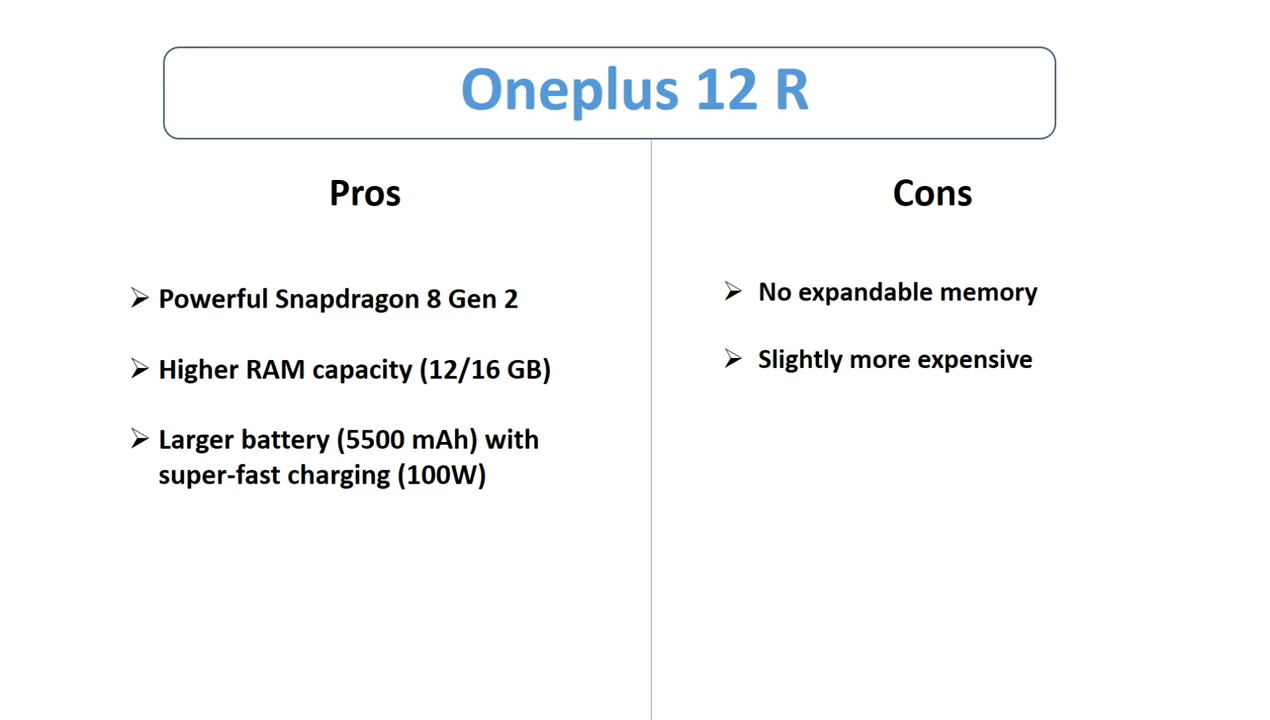 Oneplus 12 R
Pros
Powerful Snapdragon 8 Gen 2
Higher RAM capacity (12/16 GB)
Larger battery (5500 mAh) with
super-fast charging (100W)
Cons
No expandable memory
Slightly more expensive